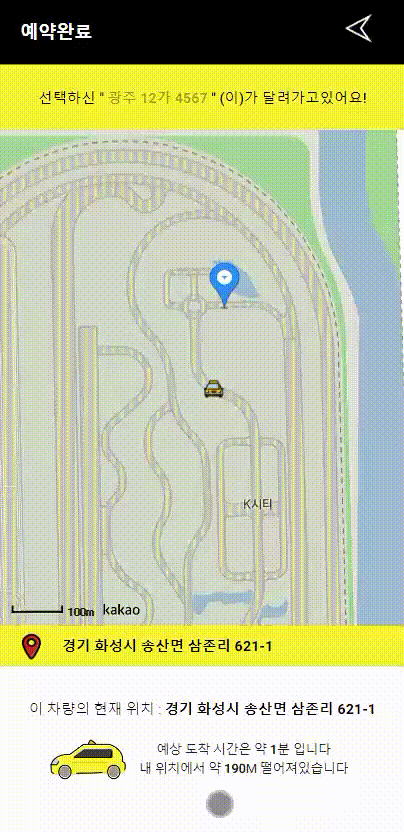 예약완료
선택하신 " 광주 12가 4567 " (이)가 달려가고있어요!
K시티
100m kakao
경기 화성시 송산면 삼존리 621-1
이 차량의 현재 위치 : 경기 화성시 송산면 삼존리 621-1
예상 도착 시간은 약 1분 입니다
내 위치에서 약 190M 떨어져있습니다